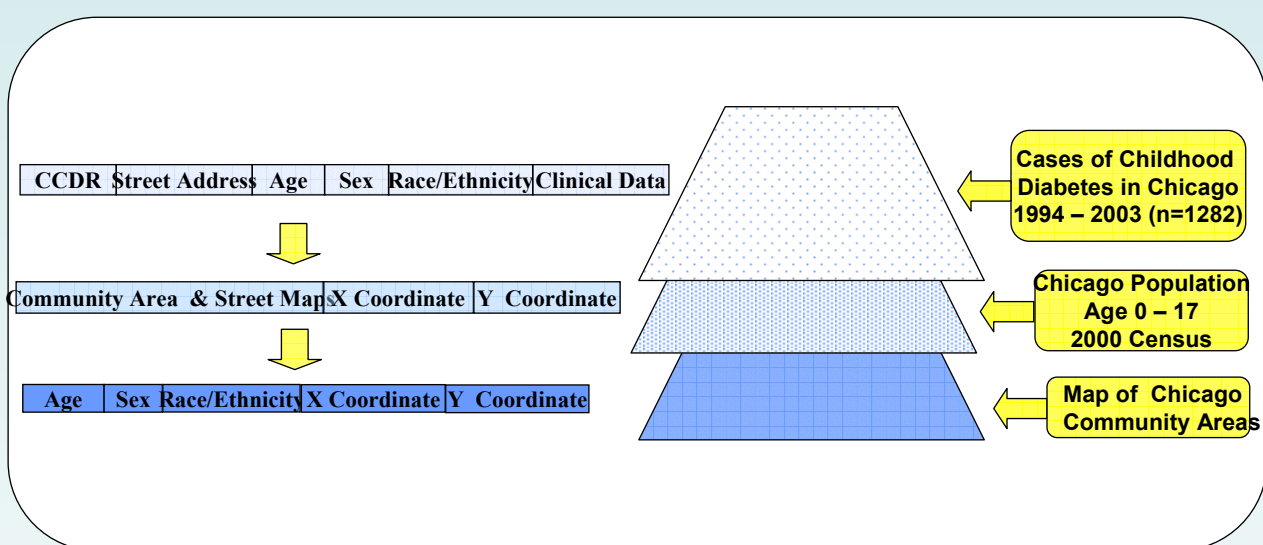 CCDR Street Address Age Sex Race/Ethnicity Clinical Data
Community Area & Street Maps X Coordinate Y Coordinate
Age Sex Race/Ethnicity X Coordinate Y Coordinate
Cases of Childhood
Diabetes in Chicago
1994 – 2003 (n=1282)
Chicago Population
Age 0 – 17
2000 Census
Map of Chicago
Community Areas